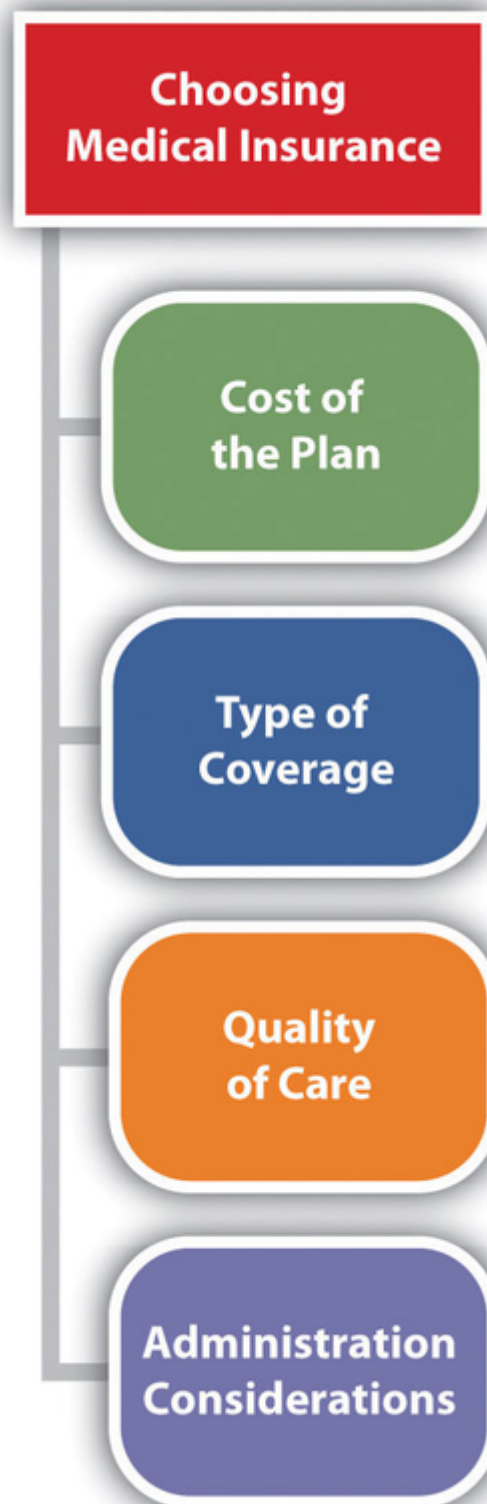 Choosing
Medical Insurance
Cost of
the Plan
Type of
Coverage
Quality
of Care
Administration
Considerations